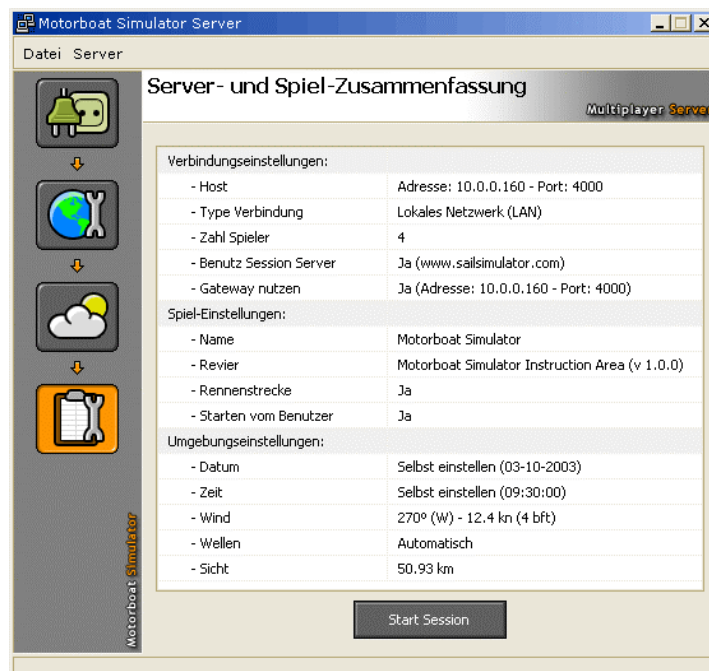 Motorboat Simulator Server
Datei Server
Server- und Spiel-Zusammenfassung
Multiplayer Server
Verbindungseinstellungen:
- Host Adresse: 10.0.0.160 - Port: 4000
- Type Verbindung Lokales Netzwerk (LAN)
- Zahl Spieler 4
- Benutz Session Server Ja (www.sailsimulator.com)
- Gateway nutzen Ja (Adresse: 10.0.0.160 - Port: 4000)
Spiel-Einstellungen:
- Name Motorboat Simulator
- Revier Motorboat Simulator Instruction Area (v 1.0.0)
- Rennenstrecke Ja
- Starten vom Benutzer Ja
Umgebungseinstellungen:
- Datum Selbst einstellen (03-10-2003)
- Zeit Selbst einstellen (09:30:00)
- Wind 270º (W) - 12.4 kn (4 bft)
- Wellen Automatisch
- Sicht 50.93 km
Motorboat Simulator
Start Session